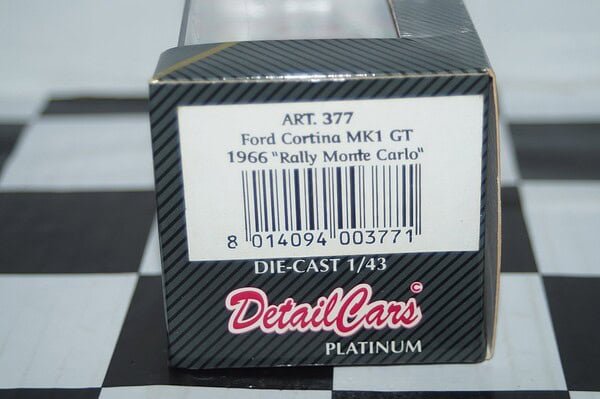 ART. 377
Ford Cortina MK1 GT
1966 "Rally Monte Carlo"
8 014094 003771
DIE-CAST 1/43
DetailCars ©
PLATINUM